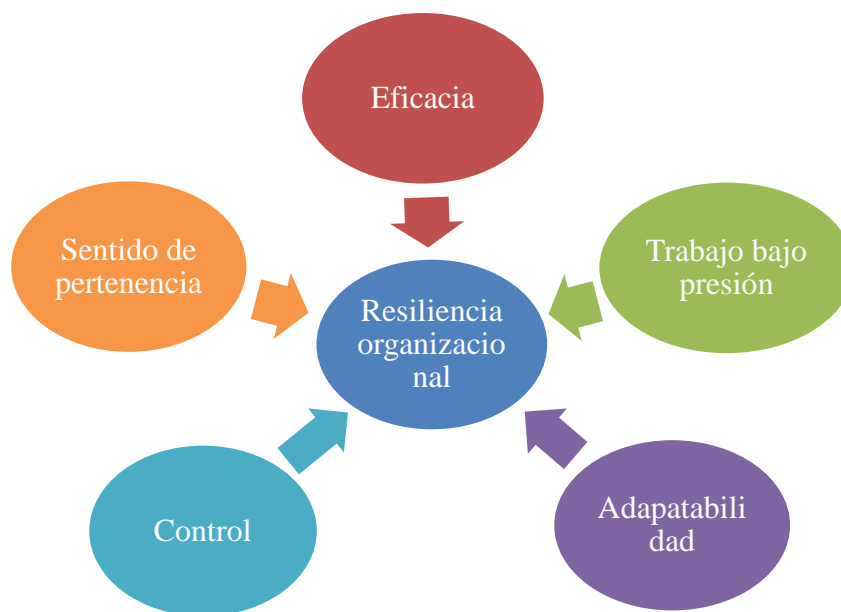 Eficacia
Sentido de
pertenencia
Trabajo bajo
presión
Resiliencia
organizacio
nal
Control
Adapatabili
dad